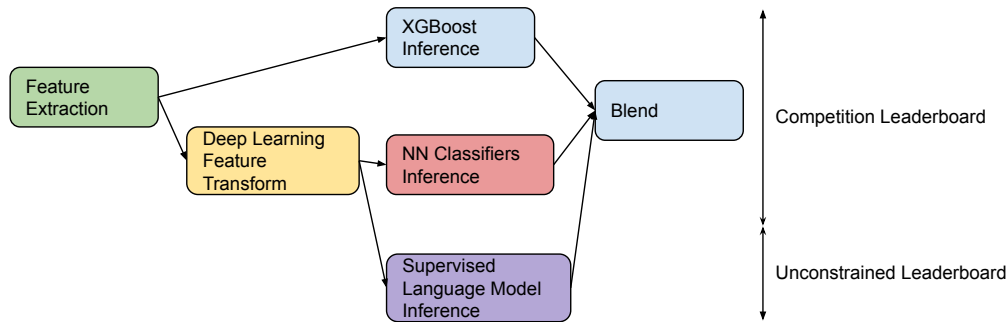 XGBoost
Inference
Feature
Extraction
Blend
Competition Leaderboard
Deep Learning
Feature
Transform
NN Classifiers
Inference
Supervised
Language Model
Inference
Unconstrained Leaderboard